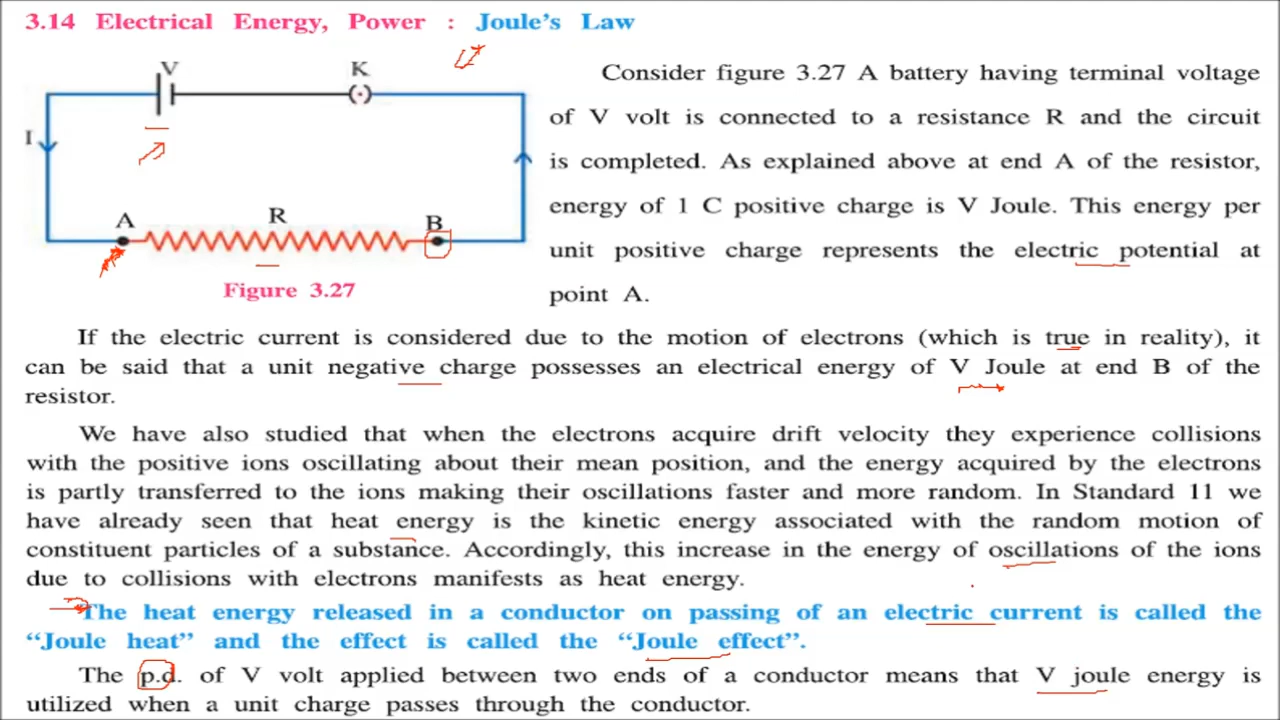 3.14 Electrical Energy, Power : Joule's Law
V
K
I
A
R
B
Figure 3.27
Consider figure 3.27 A battery having terminal voltage
of V volt is connected to a resistance R and the circuit
is completed. As explained above at end A of the resistor,
energy of 1 C positive charge is V Joule. This energy per
unit positive charge represents the electric potential at
point A.
If the electric current is considered due to the motion of electrons (which is true in reality), it
can be said that a unit negative charge possesses an electrical energy of V Joule at end B of the
resistor.
We have also studied that when the electrons acquire drift velocity they experience collisions
with the positive ions oscillating about their mean position, and the energy acquired by the electrons
is partly transferred to the ions making their oscillations faster and more random. In Standard 11 we
have already seen that heat energy is the kinetic energy associated with the random motion of
constituent particles of a substance. Accordingly, this increase in the energy of oscillations of the ions
due to collisions with electrons manifests as heat energy.
The heat energy released in a conductor on passing of an electric current is called the
“Joule heat” and the effect is called the “Joule effect”.
The p.d. of V volt applied between two ends of a conductor means that V joule energy is
utilized when a unit charge passes through the conductor.